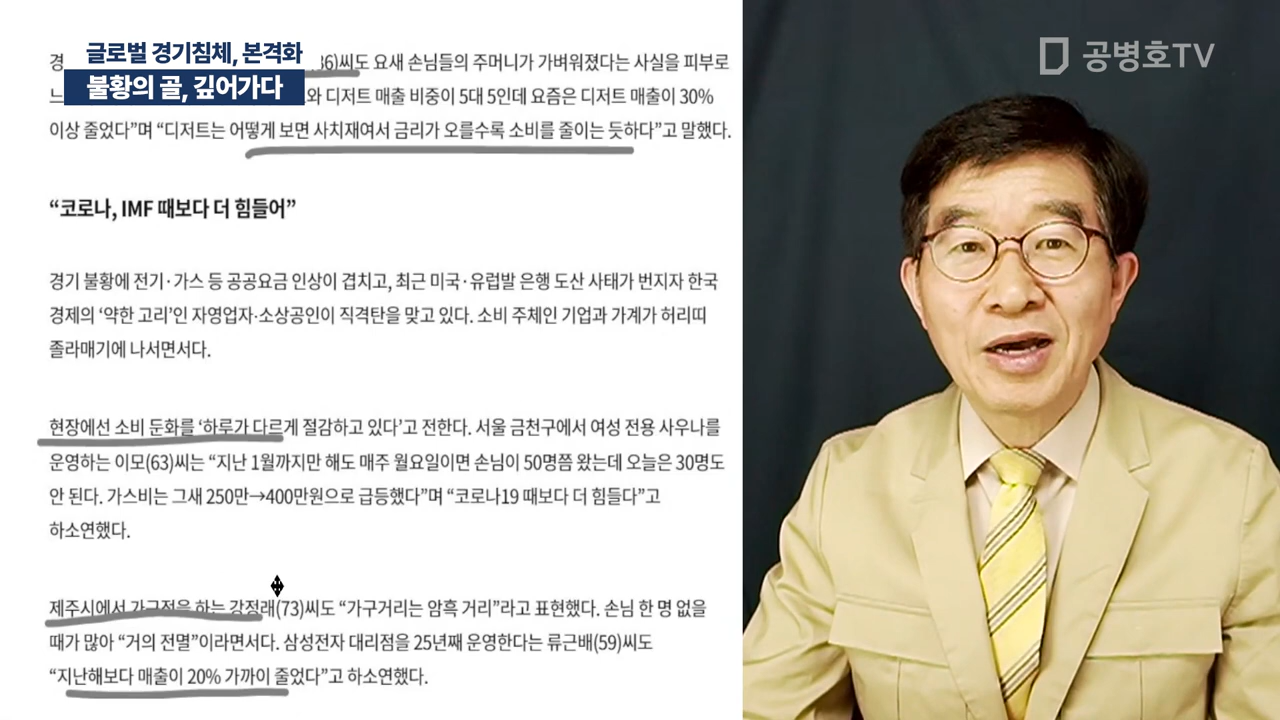 글로벌 경기침체, 본격화
불황의 골, 깊어가다
공병호TV
경 36)씨도 요새 손님들의 주머니가 가벼워졌다는 사실을 피부로
느 와 디저트 매출 비중이 5대 5인데 요즘은 디저트 매출이 30%
이상 줄었다”며 “디저트는 어떻게 보면 사치재여서 금리가 오를수록 소비를 줄이는 듯하다”고 말했다.
“코로나, IMF 때보다 더 힘들어”
경기 불황에 전기·가스 등 공공요금 인상이 겹치고, 최근 미국·유럽발 은행 도산 사태가 번지자 한국
경제의 ‘약한 고리’인 자영업자·소상공인이 직격탄을 맞고 있다. 소비 주체인 기업과 가계가 허리띠
졸라매기에 나서면서다.
현장에선 소비 둔화를 ‘하루가 다르게 절감하고 있다’고 전한다. 서울 금천구에서 여성 전용 사우나를
운영하는 이모(63)씨는 “지난 1월까지만 해도 매주 월요일이면 손님이 50명쯤 왔는데 오늘은 30명도
안 된다. 가스비는 그새 250만→400만원으로 급등했다”며 “코로나19 때보다 더 힘들다”고
하소연했다.
제주시에서 가구점을 하는 강정래(73)씨도 “가구거리는 암흑 거리”라고 표현했다. 손님 한 명 없을
때가 많아 “거의 전멸”이라면서다. 삼성전자 대리점을 25년째 운영한다는 류근배(59)씨도
“지난해보다 매출이 20% 가까이 줄었다”고 하소연했다.